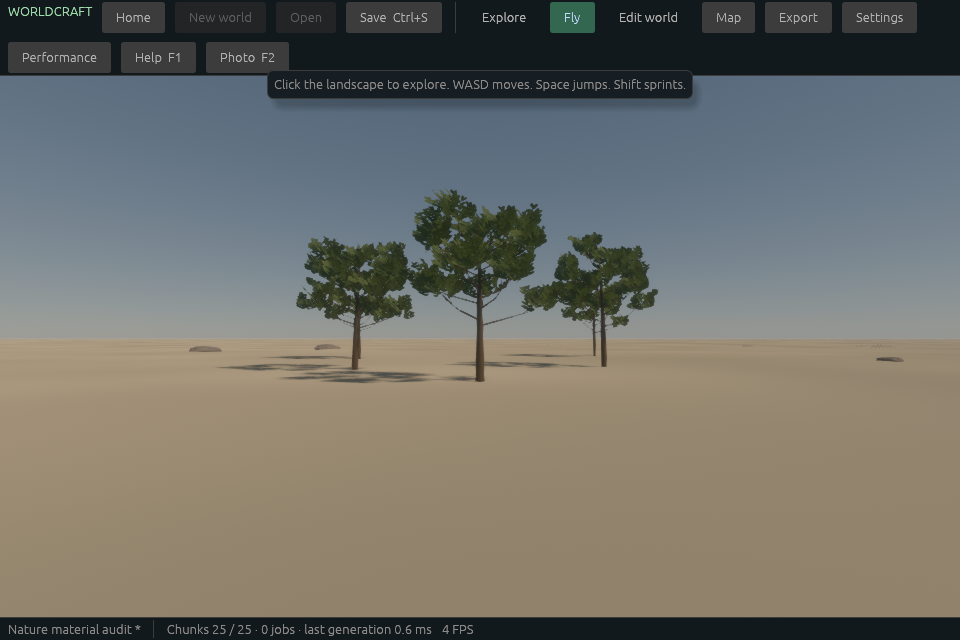 WORLDCRAFT Home New world Open Save Ctrl+S Explore Fly Edit world Map Export Settings
Performance Help F1 Photo F2
Click the landscape to explore. WASD moves. Space jumps. Shift sprints.
Nature material audit * Chunks 25 / 25 · 0 jobs · last generation 0.6 ms 4 FPS